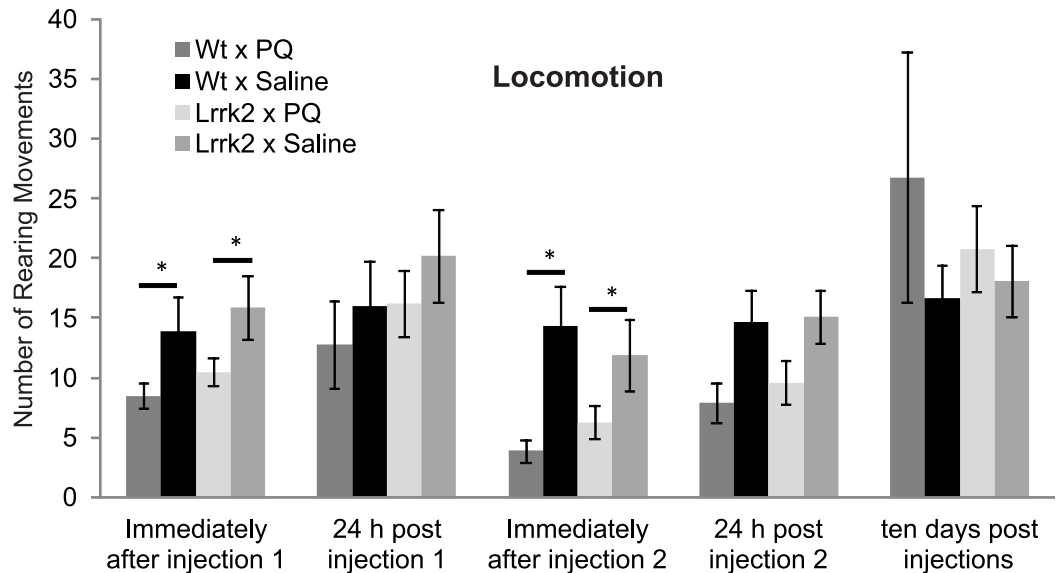 40
35
30
25
20
15
10
5
0
Number of Rearing Movements
Wt x PQ
Wt x Saline
Lrrk2 x PQ
Lrrk2 x Saline
Locomotion
*
*
*
*
Immediately
after injection 1
24 h post
injection 1
Immediately
after injection 2
24 h post
injection 2
ten days post
injections